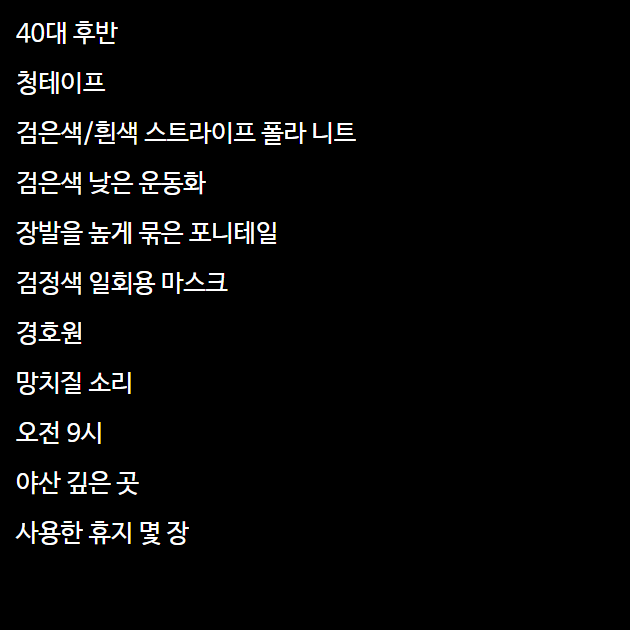 40대 후반
청테이프
검은색/흰색 스트라이프 폴라 니트
검은색 낮은 운동화
장발을 높게 묶은 포니테일
검정색 일회용 마스크
경호원
망치질 소리
오전 9시
야산 깊은 곳
사용한 휴지 몇 장